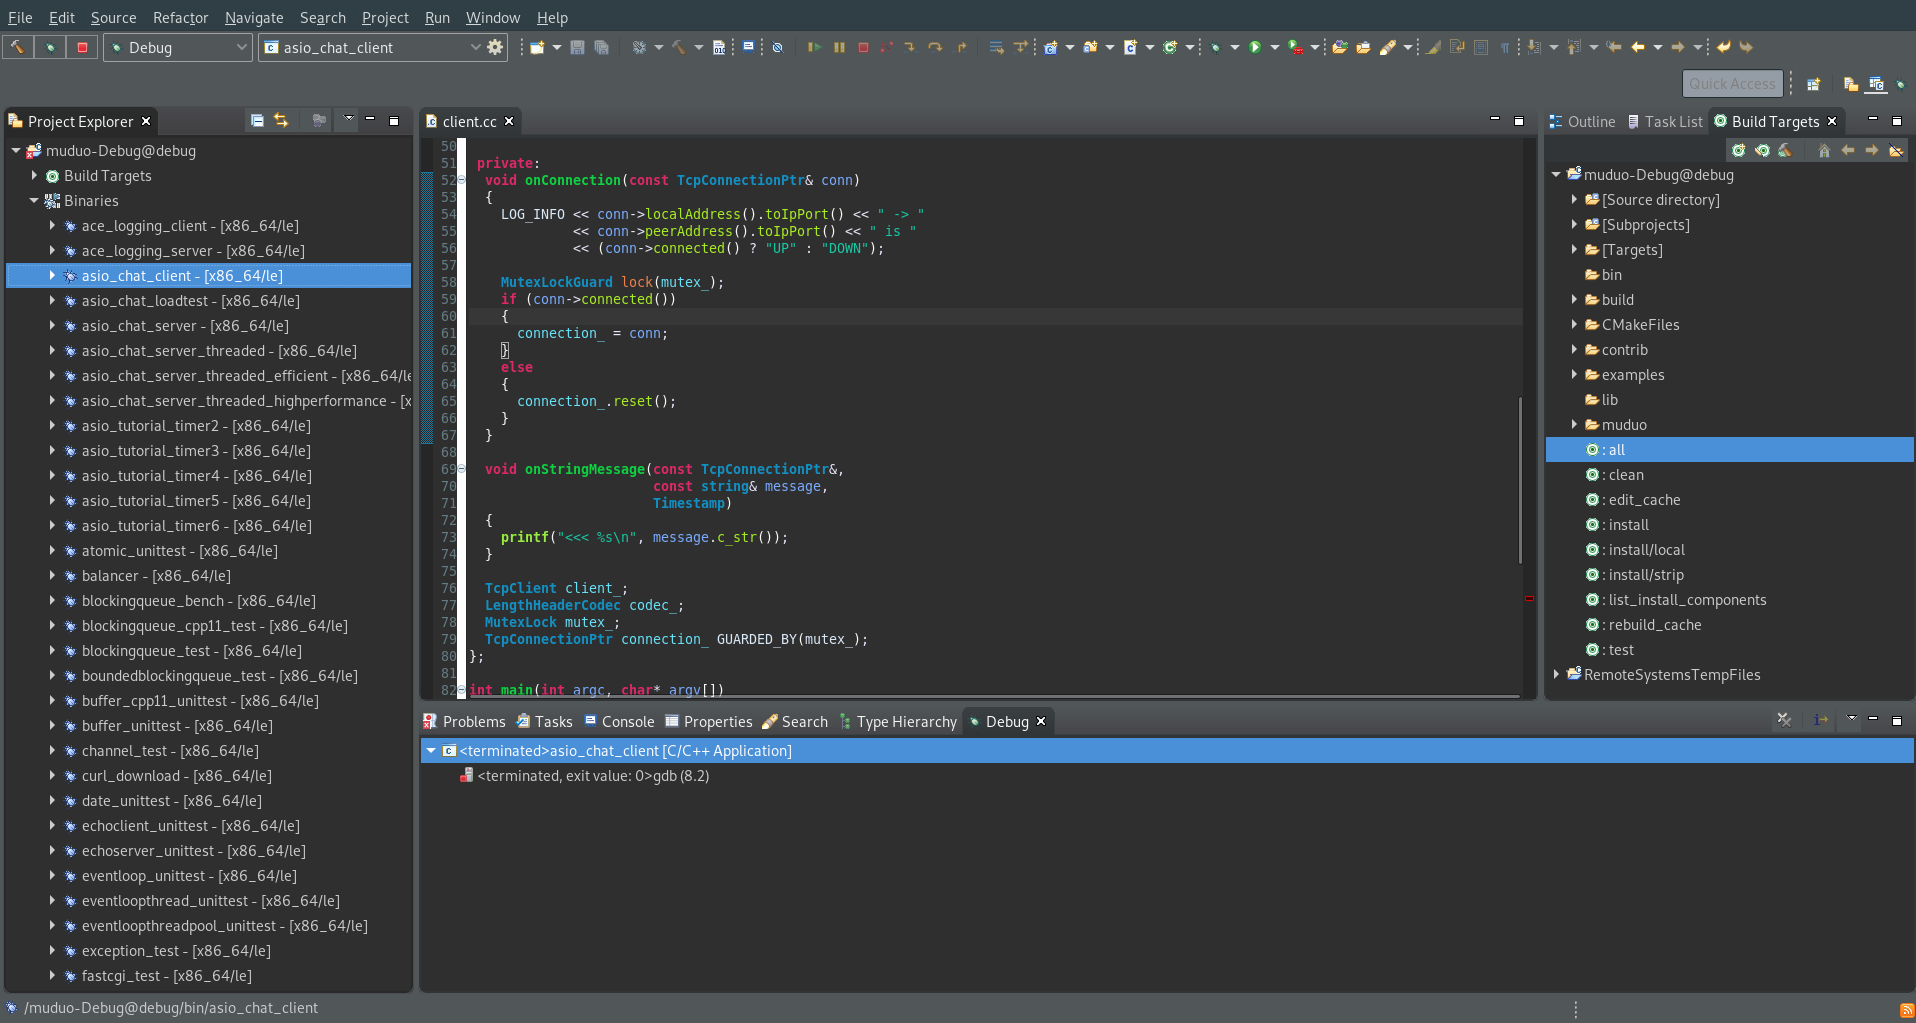 File Edit Source Refactor Navigate Search Project Run Window Help
Debug
asio_chat_client
Quick Access
Project Explorer
muduo-Debug@debug
Build Targets
Binaries
ace_logging_client - [x86_64/le]
ace_logging_server - [x86_64/le]
asio_chat_client - [x86_64/le]
asio_chat_loadtest - [x86_64/le]
asio_chat_server - [x86_64/le]
asio_chat_server_threaded - [x86_64/le]
asio_chat_server_threaded_efficient - [x86_64/le
asio_chat_server_threaded_highperformance - [x
asio_tutorial_timer2 - [x86_64/le]
asio_tutorial_timer3 - [x86_64/le]
asio_tutorial_timer4 - [x86_64/le]
asio_tutorial_timer5 - [x86_64/le]
asio_tutorial_timer6 - [x86_64/le]
atomic_unittest - [x86_64/le]
balancer - [x86_64/le]
blockingqueue_bench - [x86_64/le]
blockingqueue_cpp11_test - [x86_64/le]
blockingqueue_test - [x86_64/le]
boundedblockingqueue_test - [x86_64/le]
buffer_cpp11_unittest - [x86_64/le]
buffer_unittest - [x86_64/le]
channel_test - [x86_64/le]
curl_download - [x86_64/le]
date_unittest - [x86_64/le]
echoclient_unittest - [x86_64/le]
echoserver_unittest - [x86_64/le]
eventloop_unittest - [x86_64/le]
eventloopthread_unittest - [x86_64/le]
eventloopthreadpool_unittest - [x86_64/le]
exception_test - [x86_64/le]
fastcgi_test - [x86_64/le]
client.cc
50
51 private:
52 void onConnection(const TcpConnectionPtr& conn)
53 {
54 LOG_INFO << conn->localAddress().toIpPort() << " -> "
55 << conn->peerAddress().toIpPort() << " is "
56 << (conn->connected() ? "UP" : "DOWN");
57
58 MutexLockGuard lock(mutex_);
59 if (conn->connected())
60 {
61 connection_ = conn;
62 }
63 else
64 {
65 connection_.reset();
66 }
67 }
68
69 void onStringMessage(const TcpConnectionPtr&,
70 const string& message,
71 Timestamp)
72 {
73 printf("<<< %s\n", message.c_str());
74 }
75
76 TcpClient client_;
77 LengthHeaderCodec codec_;
78 MutexLock mutex_;
79 TcpConnectionPtr connection_ GUARDED_BY(mutex_);
80 };
81
82 int main(int argc, char* argv[])
Problems Tasks Console Properties Search Type Hierarchy Debug
<terminated>asio_chat_client [C/C++ Application]
<terminated, exit value: 0>gdb (8.2)
Outline Task List Build Targets
muduo-Debug@debug
[Source directory]
[Subprojects]
[Targets]
bin
build
CMakeFiles
contrib
examples
lib
muduo
: all
: clean
: edit_cache
: install
: install/local
: install/strip
: list_install_components
: rebuild_cache
: test
RemoteSystemsTempFiles
/muduo-Debug@debug/bin/asio_chat_client